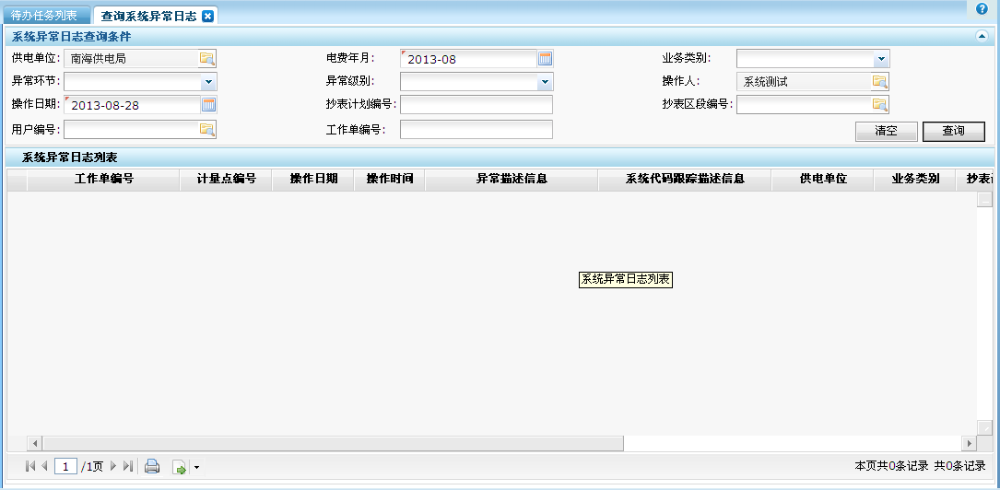 待办任务列表 查询系统异常日志
系统异常日志查询条件
供电单位: 南海供电局 电费年月: 2013-08 业务类别:
异常环节: 异常级别: 操作人: 系统测试
操作日期: 2013-08-28 抄表计划编号: 抄表区段编号:
用户编号: 工作单编号: 清空 查询
系统异常日志列表
工作单编号 计量点编号 操作日期 操作时间 异常描述信息 系统代码跟踪描述信息 供电单位 业务类别 抄表
系统异常日志列表
1 /1页 本页共0条记录 共0条记录